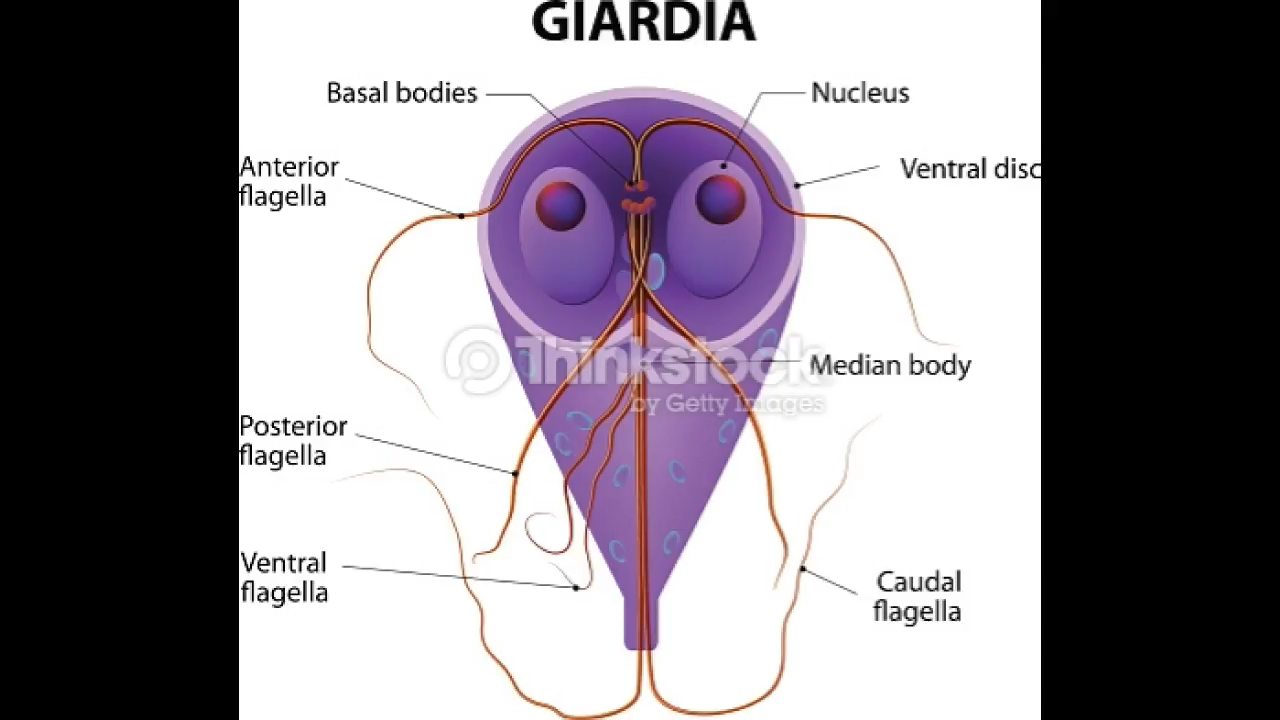 GIARDIA
Basal bodies
Nucleus
Anterior
flagella
Ventral disc
Thinkstock
by Getty Images
Median body
Posterior
flagella
Ventral
flagella
Caudal
flagella